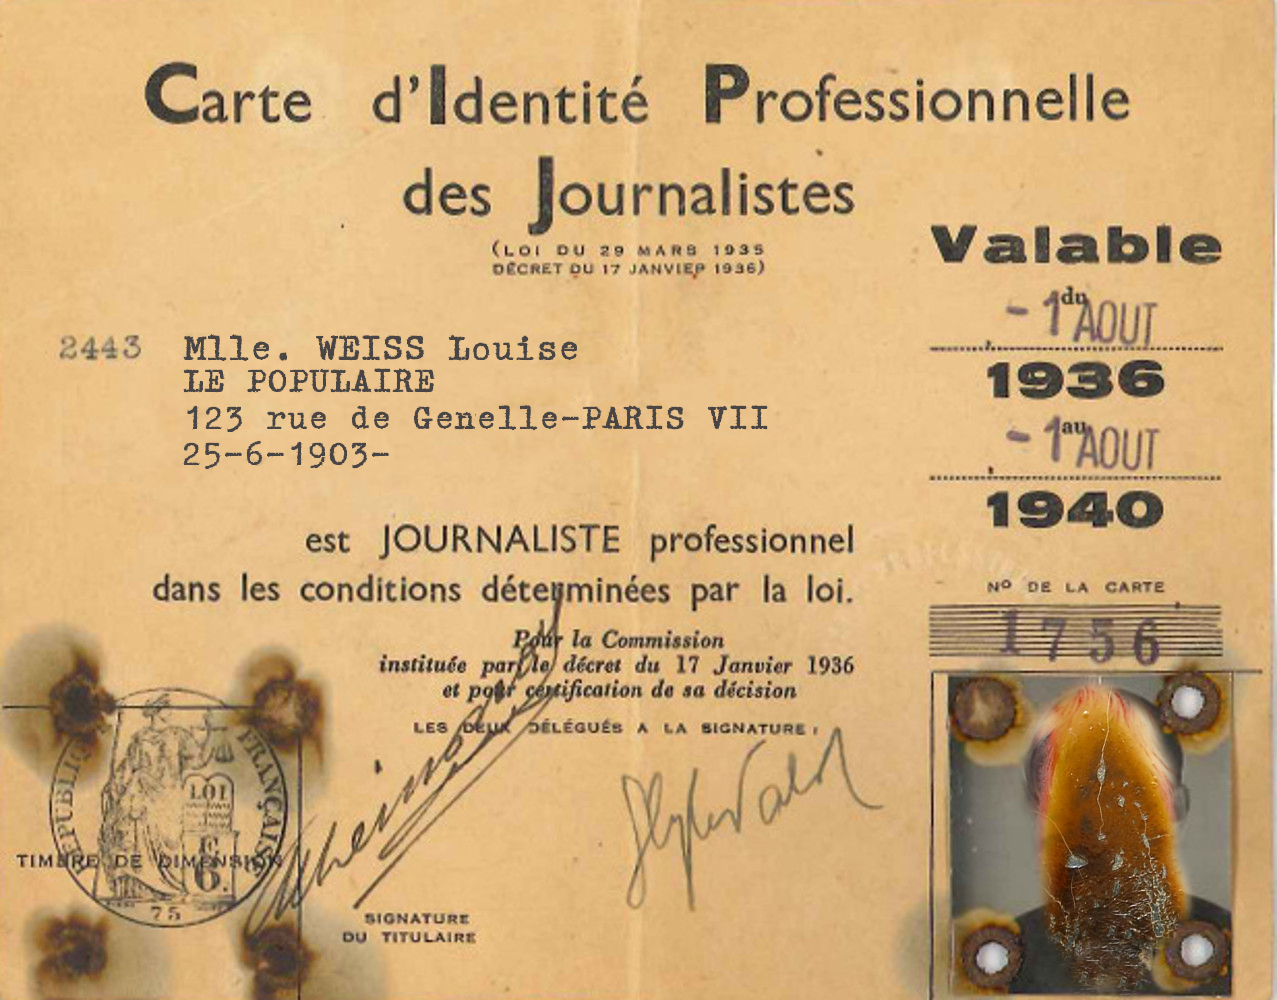 Carte d'Identité Professionnelle
des Journalistes
(LOI DU 29 MARS 1935
DÉCRET DU 17 JANVIER 1936)
Valable
du
- 1 AOUT
1936
au
- 1 AOUT
1940
2443 Mlle. WEISS Louise
LE POPULAIRE
123 rue de Genelle-PARIS VII
25-6-1903-
est JOURNALISTE professionnel
dans les conditions déterminées par la loi.
Pour la Commission
instituée par le décret du 17 Janvier 1936
et pour certification de sa décision
LES DEUX DÉLÉGUÉS A LA SIGNATURE :
No DE LA CARTE
1756
RÉPUBLIQUE FRANÇAISE
LOI
6
75
TIMBRE DE DIMENSION
SIGNATURE
DU TITULAIRE